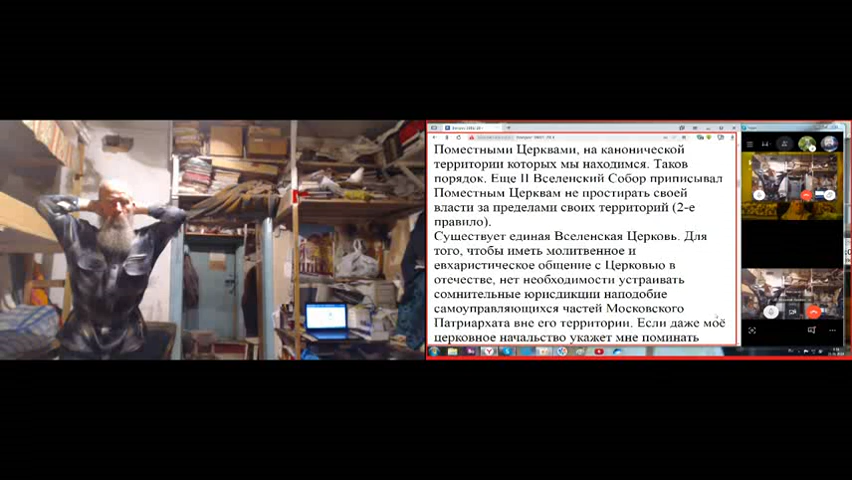 Поместными Церквами, на канонической
территории которых мы находимся. Таков
порядок. Еще II Вселенский Собор приписывал
Поместным Церквам не простирать своей
власти за пределами своих территорий (2-е
правило).
Существует единая Вселенская Церковь. Для
того, чтобы иметь молитвенное и
евхаристическое общение с Церковью в
отечестве, нет необходимости устраивать
сомнительные юрисдикции наподобие
самоуправляющихся частей Московского
Патриархата вне его территории. Если даже моё
церковное начальство укажет мне поминать